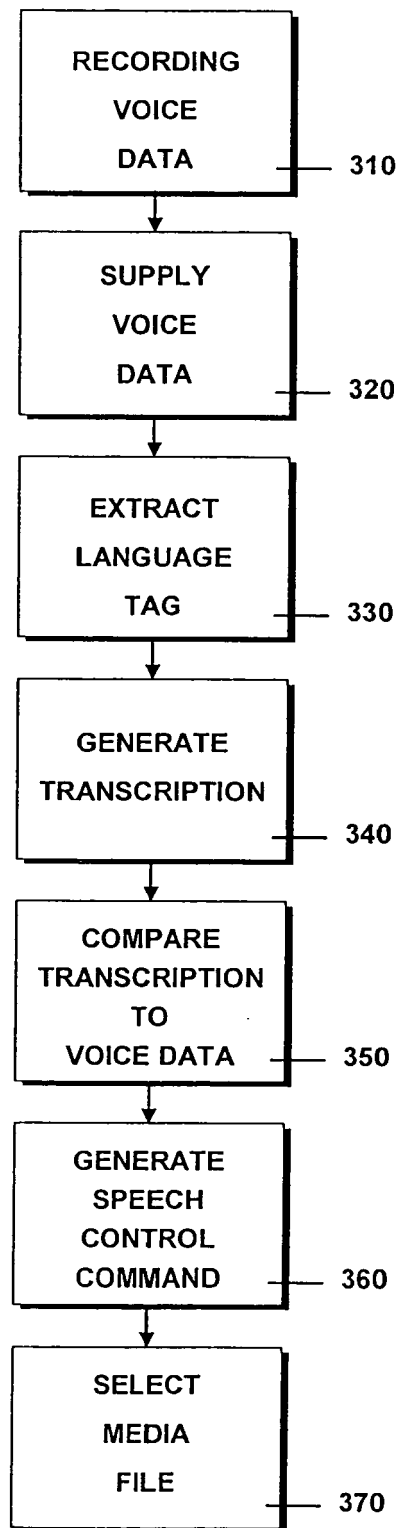 RECORDING
VOICE
DATA
310
SUPPLY
VOICE
DATA
320
EXTRACT
LANGUAGE
TAG
330
GENERATE
TRANSCRIPTION
340
COMPARE
TRANSCRIPTION
TO
VOICE DATA
350
GENERATE
SPEECH
CONTROL
COMMAND
360
SELECT
MEDIA
FILE
370